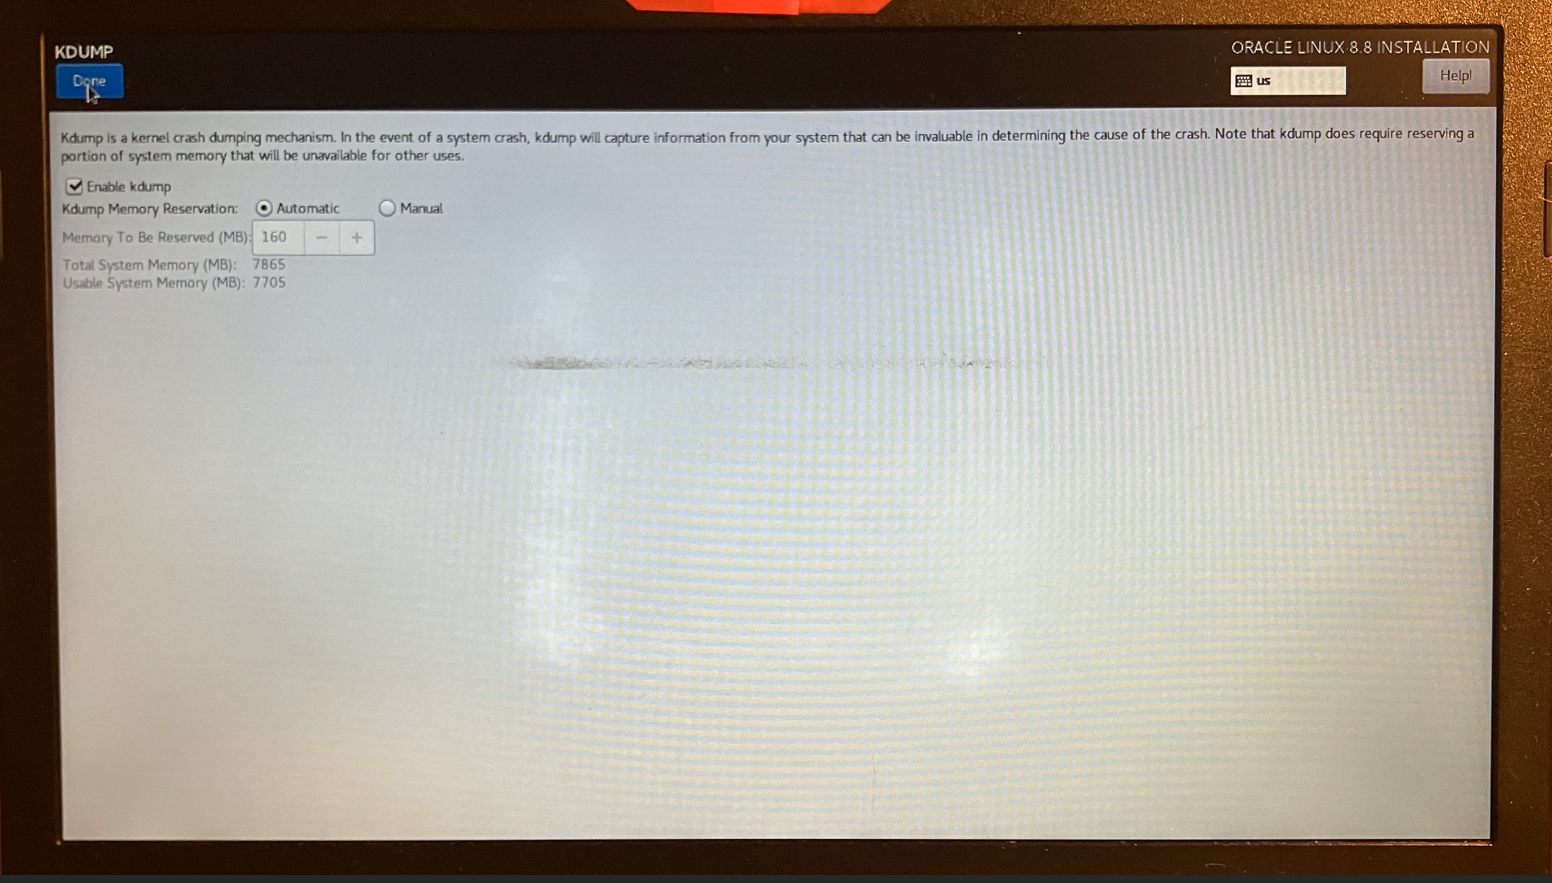 KDUMP
ORACLE LINUX 8.8 INSTALLATION
Done
us
Help!
Kdump is a kernel crash dumping mechanism. In the event of a system crash, kdump will capture information from your system that can be invaluable in determining the cause of the crash. Note that kdump does require reserving a
portion of system memory that will be unavailable for other uses.
Enable kdump
Kdump Memory Reservation: Automatic Manual
Memory To Be Reserved (MB): 160 − +
Total System Memory (MB): 7865
Usable System Memory (MB): 7705